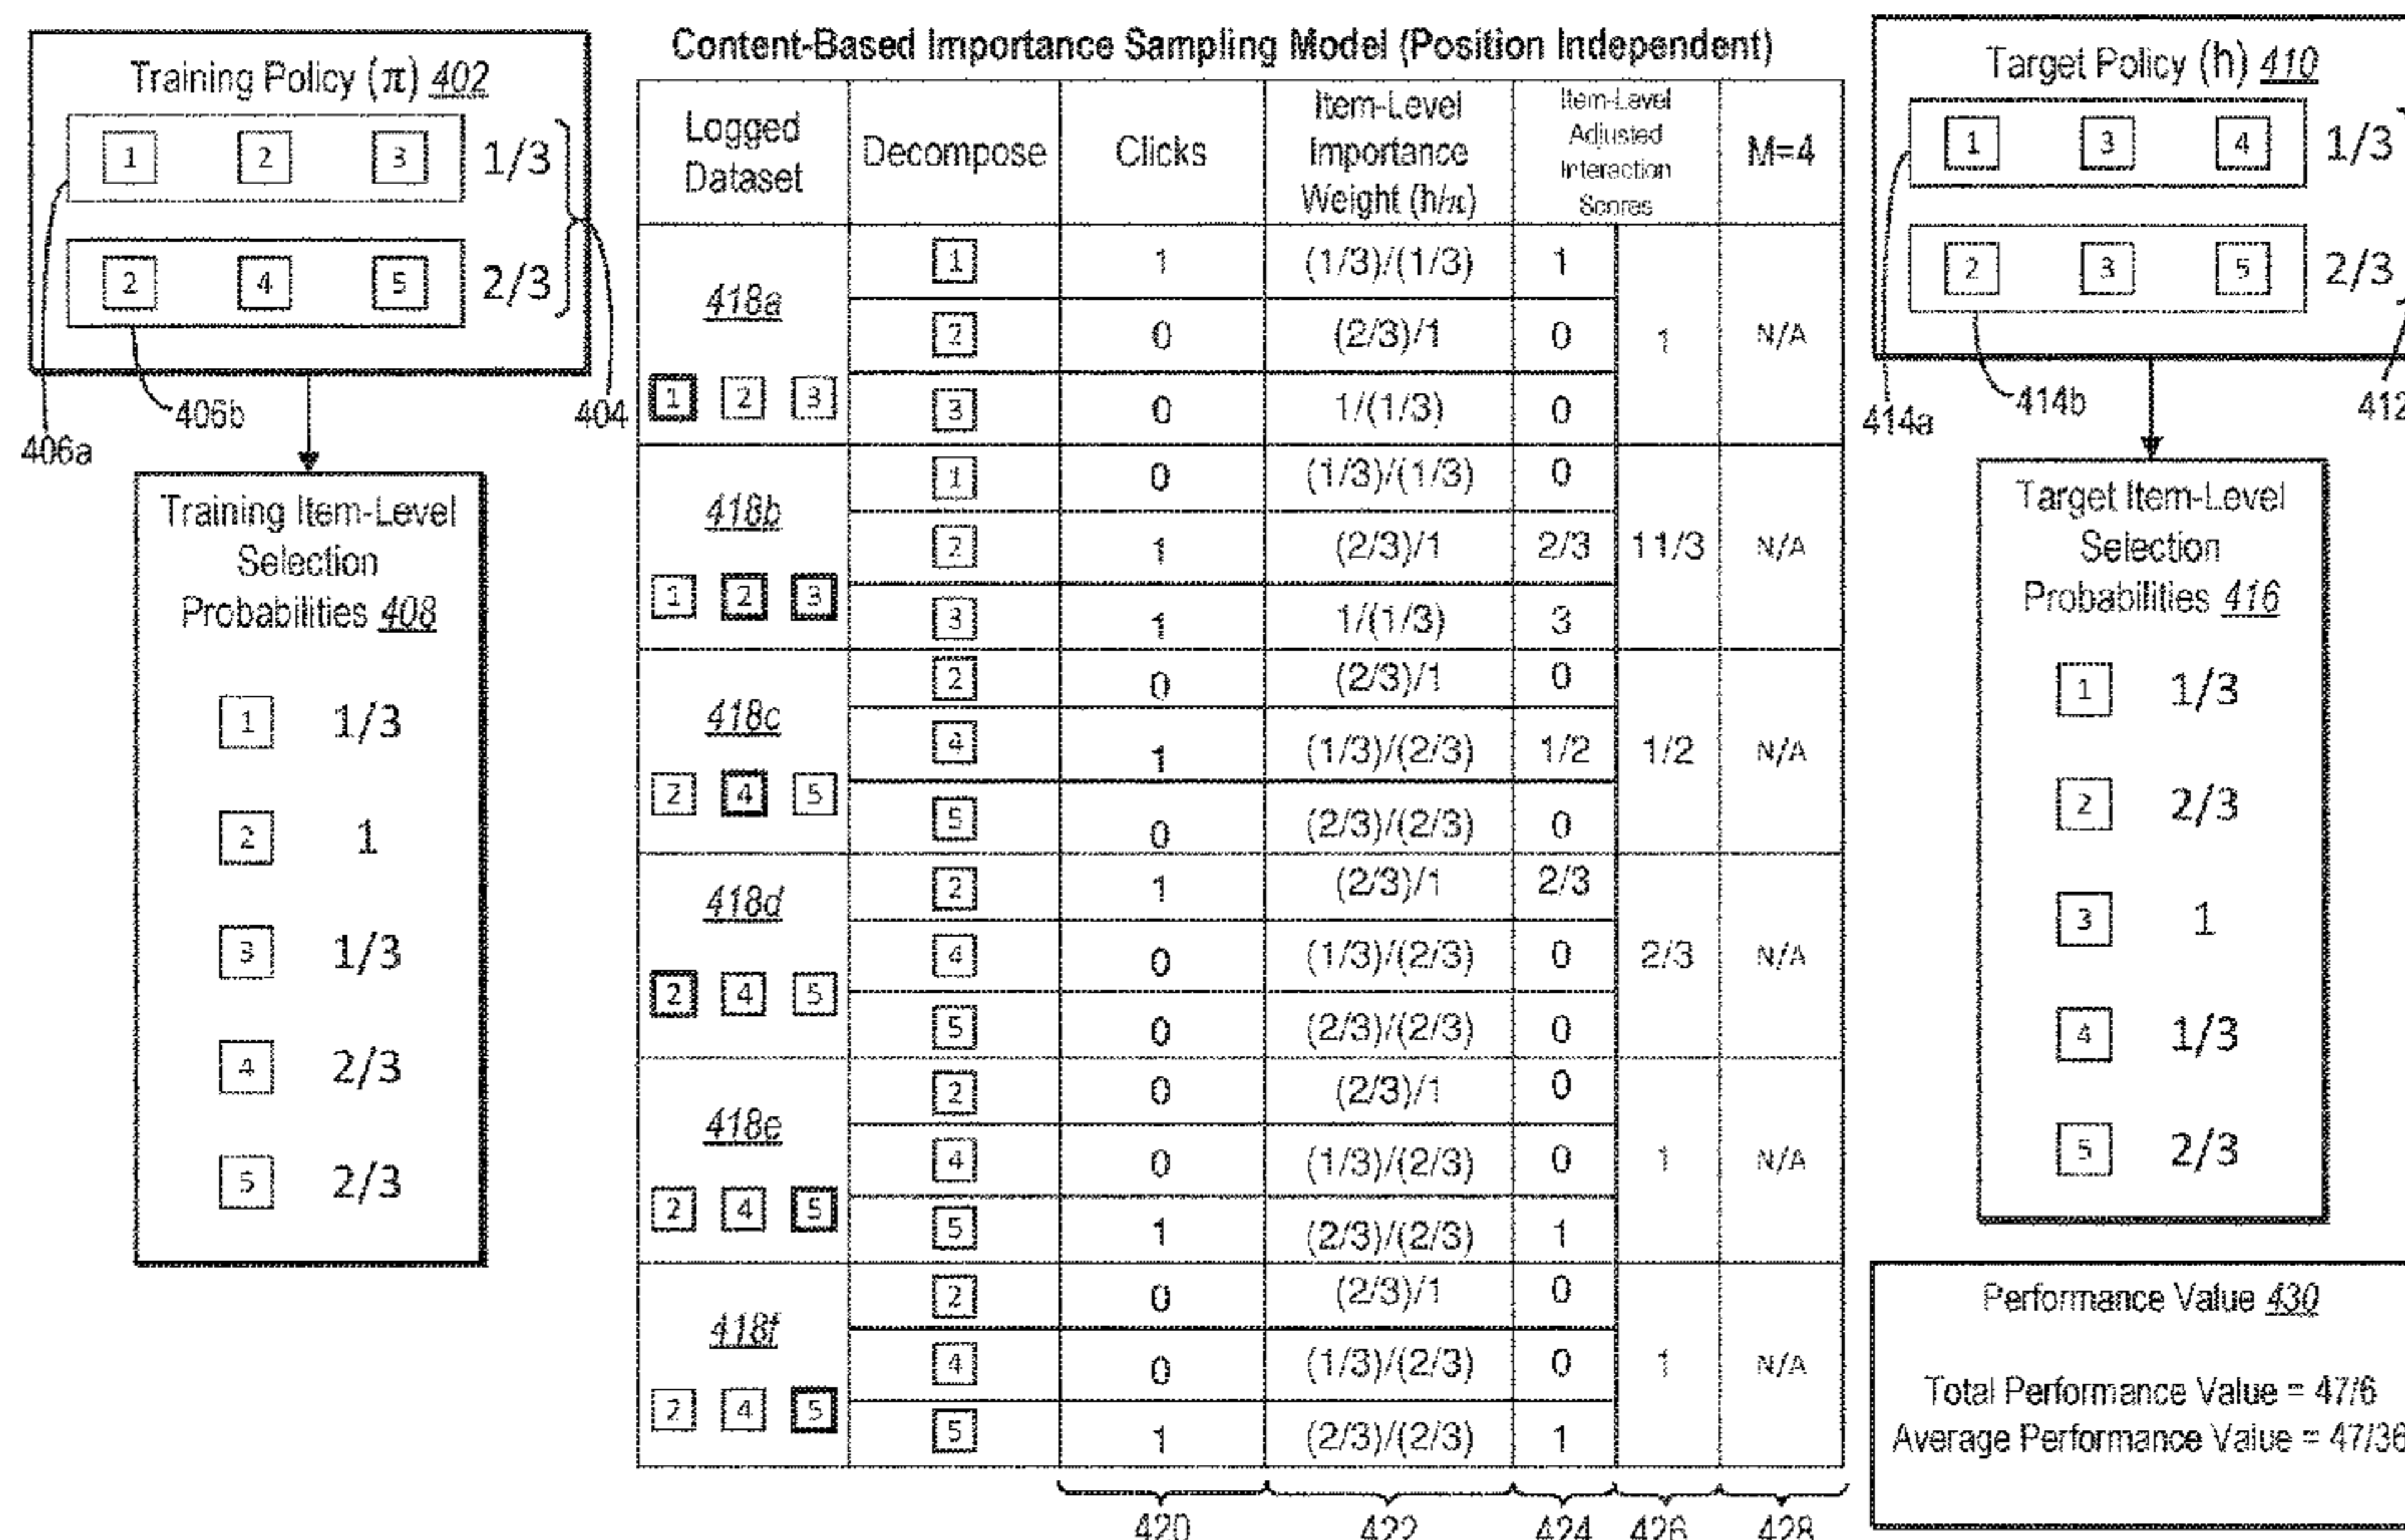 Content-Based Importance Sampling Model (Position Independent)
Training Policy (π) 402
1 2 3 1/3
2 4 5 2/3
406a
406b
404
Training Item-Level
Selection
Probabilities 408
1 1/3
2 1
3 1/3
4 2/3
5 2/3
Logged
Dataset
Decompose
Clicks
Item-Level
Importance
Weight (h/π)
Item-Level
Adjusted
Interaction
Scores
M=4
418a
1 2 3
1 1 (1/3)/(1/3) 1
2 0 (2/3)/1 0
3 0 1/(1/3) 0
1 N/A
418b
1 2 3
1 0 (1/3)/(1/3) 0
2 1 (2/3)/1 2/3
3 1 1/(1/3) 3
11/3 N/A
418c
2 4 5
2 0 (2/3)/1 0
4 1 (1/3)/(2/3) 1/2
5 0 (2/3)/(2/3) 0
1/2 N/A
418d
2 4 5
2 1 (2/3)/1 2/3
4 0 (1/3)/(2/3) 0
5 0 (2/3)/(2/3) 0
2/3 N/A
418e
2 4 5
2 0 (2/3)/1 0
4 0 (1/3)/(2/3) 0
5 1 (2/3)/(2/3) 1
1 N/A
418f
2 4 5
2 0 (2/3)/1 0
4 0 (1/3)/(2/3) 0
5 1 (2/3)/(2/3) 1
1 N/A
420 422 424 426 428
Target Policy (h) 410
1 3 4 1/3
2 3 5 2/3
414a
414b
412
Target Item-Level
Selection
Probabilities 416
1 1/3
2 2/3
3 1
4 1/3
5 2/3
Performance Value 430
Total Performance Value = 47/6
Average Performance Value = 47/36